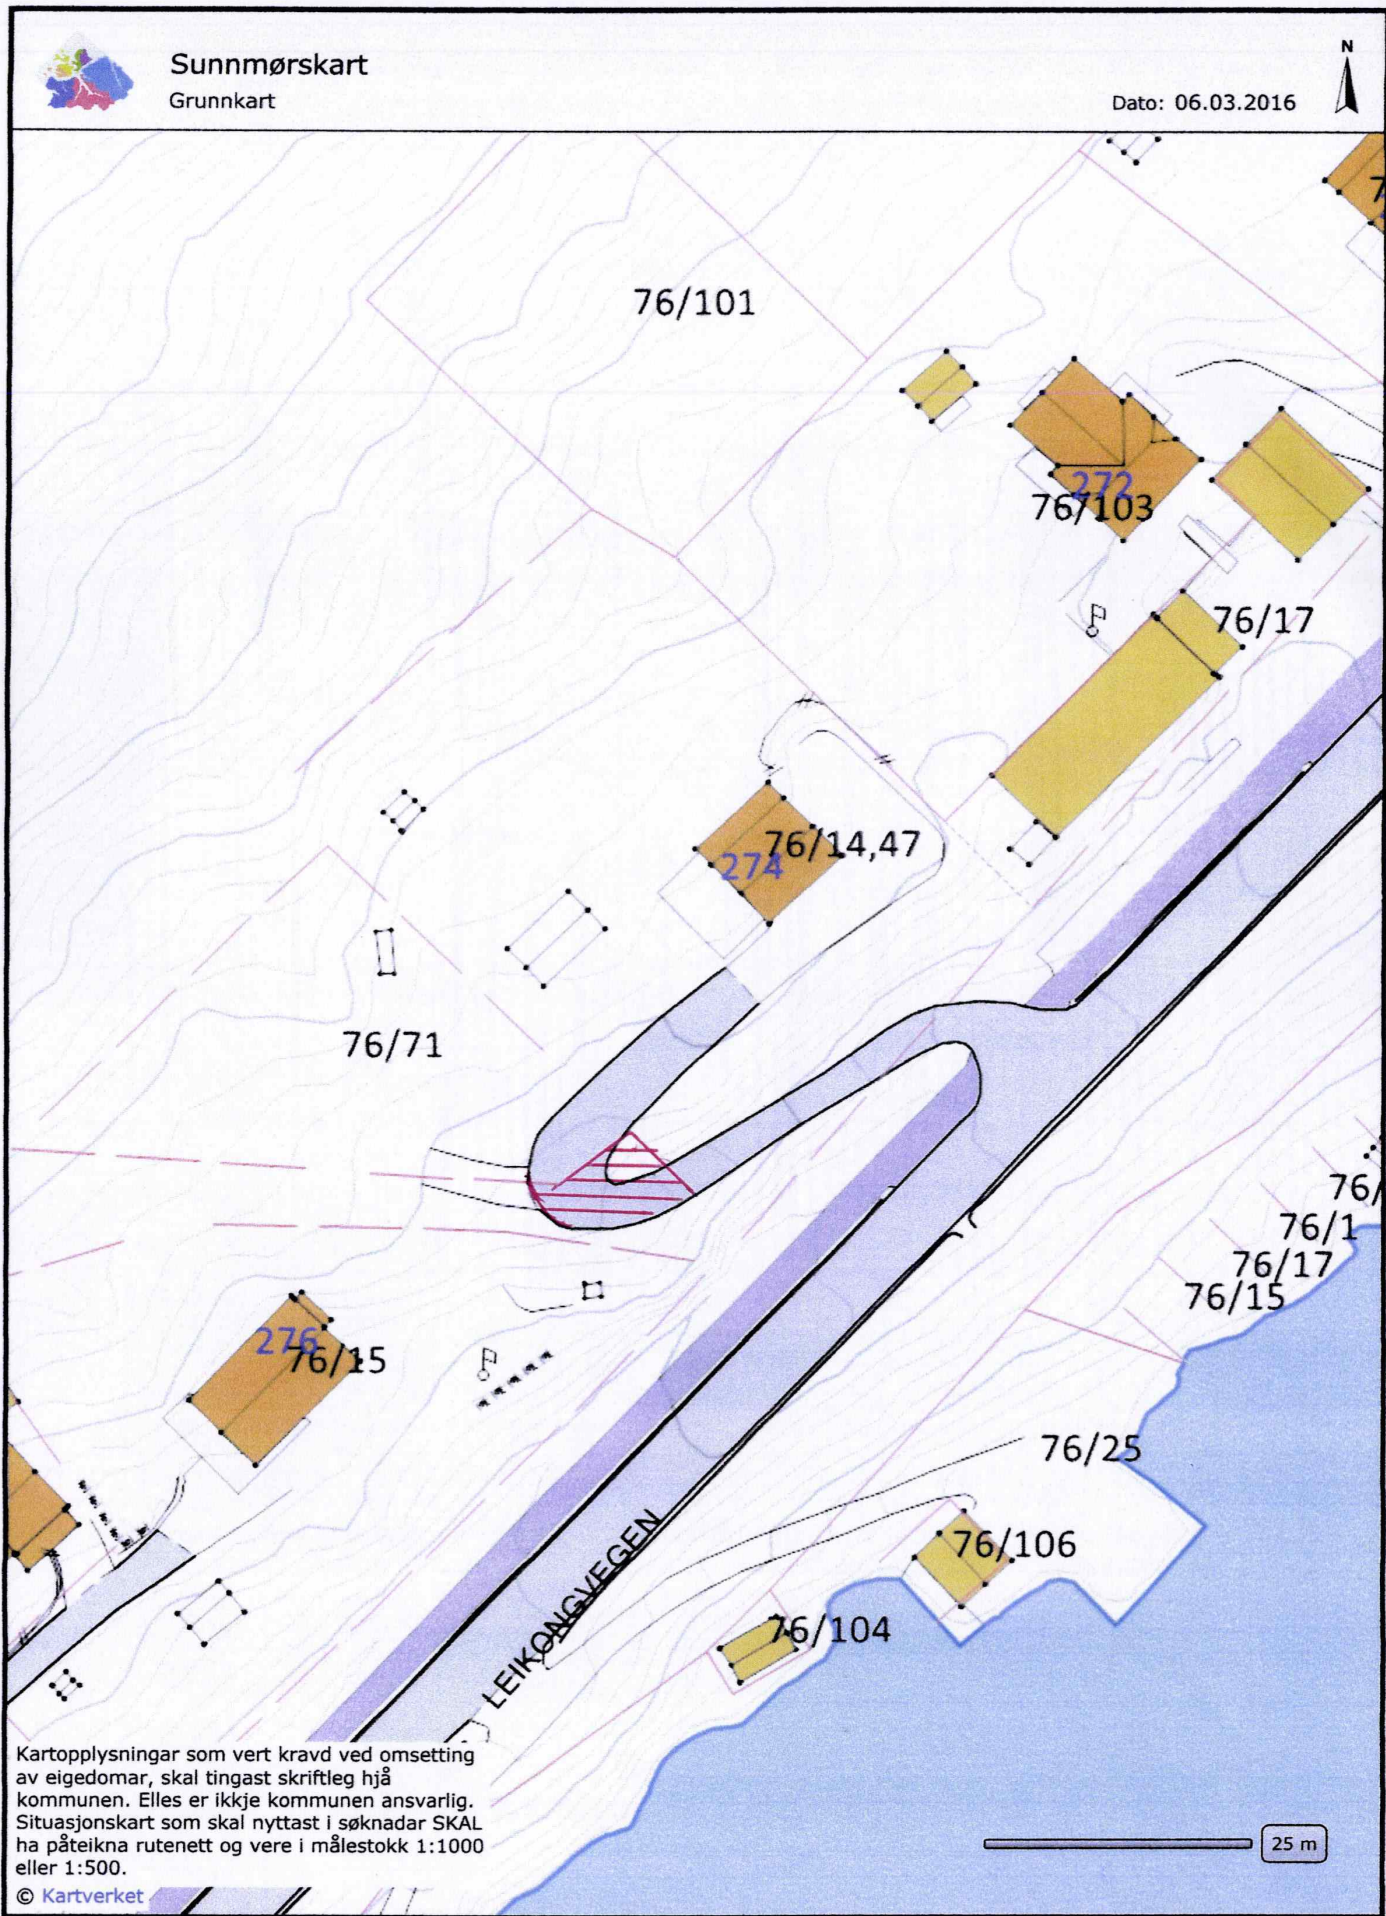 Sunnmørskart
Grunnkart
Dato: 06.03.2016
N
76/101
7
272
76/103
76/17
76/14,47
274
76/71
76/
76/1
76/17
76/15
276
76/15
76/25
76/106
76/104
LEIKONGVEGEN
Kartopplysningar som vert kravd ved omsetting
av eigedomar, skal tingast skriftleg hjå
kommunen. Elles er ikkje kommunen ansvarlig.
Situasjonskart som skal nyttast i søknadar SKAL
ha påteikna rutenett og vere i målestokk 1:1000
eller 1:500.
© Kartverket
25 m